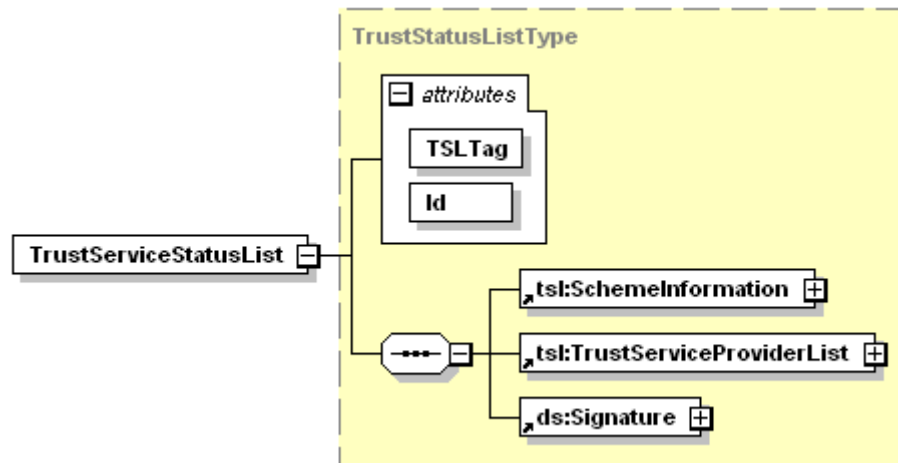 TrustStatusListType
attributes
TSLTag
Id
TrustServiceStatusList
tsl:SchemeInformation
tsl:TrustServiceProviderList
ds:Signature